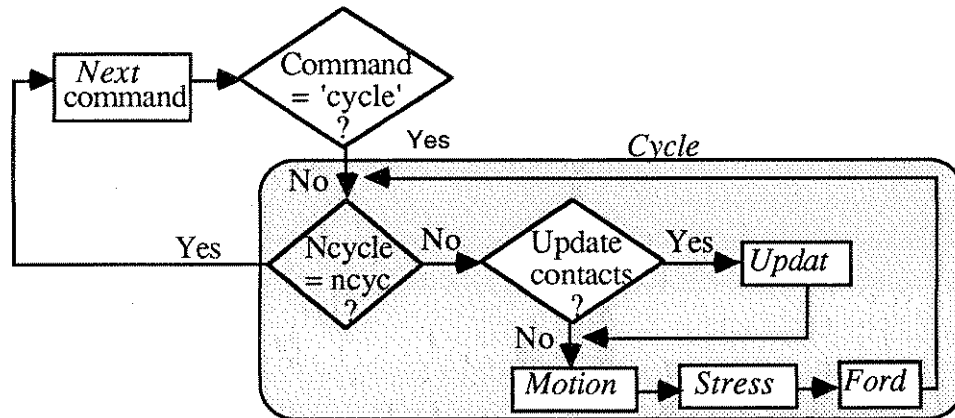 Next
command
Command
= 'cycle'
?
Yes
Cycle
No
Yes
Ncycle
= ncyc
?
No
Update
contacts
?
Yes
Updat
No
Motion
Stress
Ford